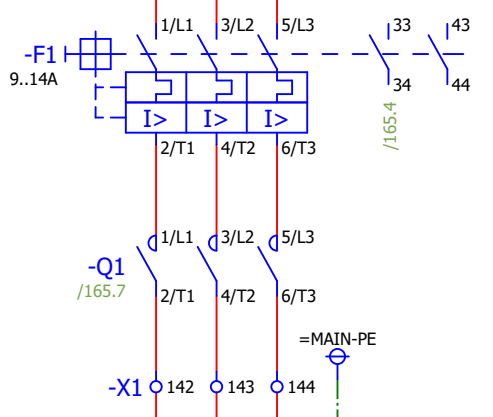 1/L1 3/L2 5/L3 33 43
-F1
9..14A
34 44
/165.4
I> I> I>
2/T1 4/T2 6/T3
1/L1 3/L2 5/L3
-Q1
/165.7
2/T1 4/T2 6/T3
=MAIN-PE
-X1 142 143 144